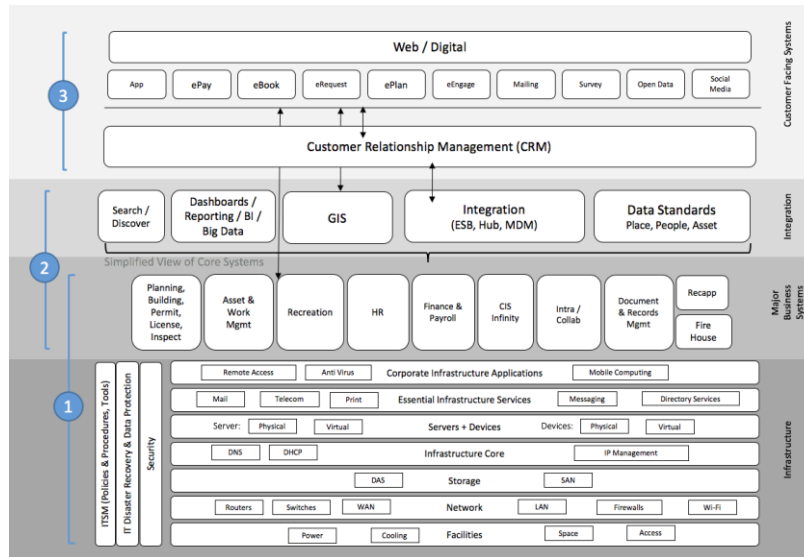 Web / Digital
App
ePay
eBook
eRequest
ePlan
eEngage
Mailing
Survey
Open Data
Social
Media
3
Customer Relationship Management (CRM)
Customer Facing Systems
Search /
Discover
Dashboards /
Reporting / BI /
Big Data
GIS
Integration
(ESB, Hub, MDM)
Data Standards
Place, People, Asset
Integration
2
Simplified View of Core Systems
Planning,
Building,
Permit,
License,
Inspect
Asset &
Work
Mgmt
Recreation
HR
Finance &
Payroll
CIS
Infinity
Intra /
Collab
Document
& Records
Mgmt
Recapp
Fire
House
Major
Business
Systems
1
ITSM (Policies & Procedures, Tools)
IT Disaster Recovery & Data Protection
Security
Remote Access
Anti Virus
Corporate Infrastructure Applications
Mobile Computing
Mail
Telecom
Print
Essential Infrastructure Services
Messaging
Directory Services
Server:
Physical
Virtual
Servers + Devices
Devices:
Physical
Virtual
DNS
DHCP
Infrastructure Core
IP Management
DAS
Storage
SAN
Routers
Switches
WAN
Network
LAN
Firewalls
Wi-Fi
Power
Cooling
Facilities
Space
Access
Infrastructure